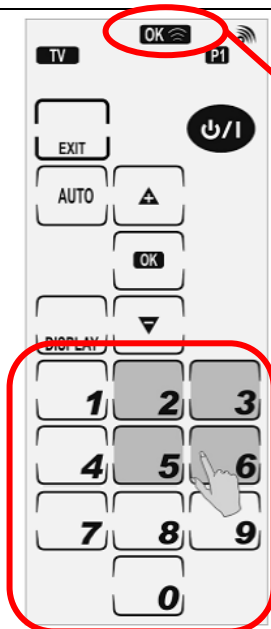 OK
TV P1
⏻/I
EXIT
AUTO +
OK
DISPLAY −
1 2 3
4 5 6
7 8 9
0